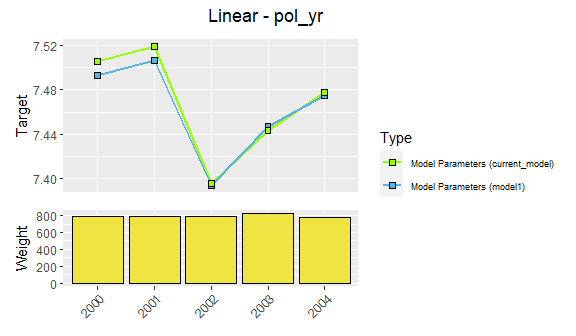 Linear - pol_yr
Target
7.52
7.48
7.44
7.40
Weight
800
600
400
200
0
2000
2001
2002
2003
2004
Type
Model Parameters (current_model)
Model Parameters (model1)